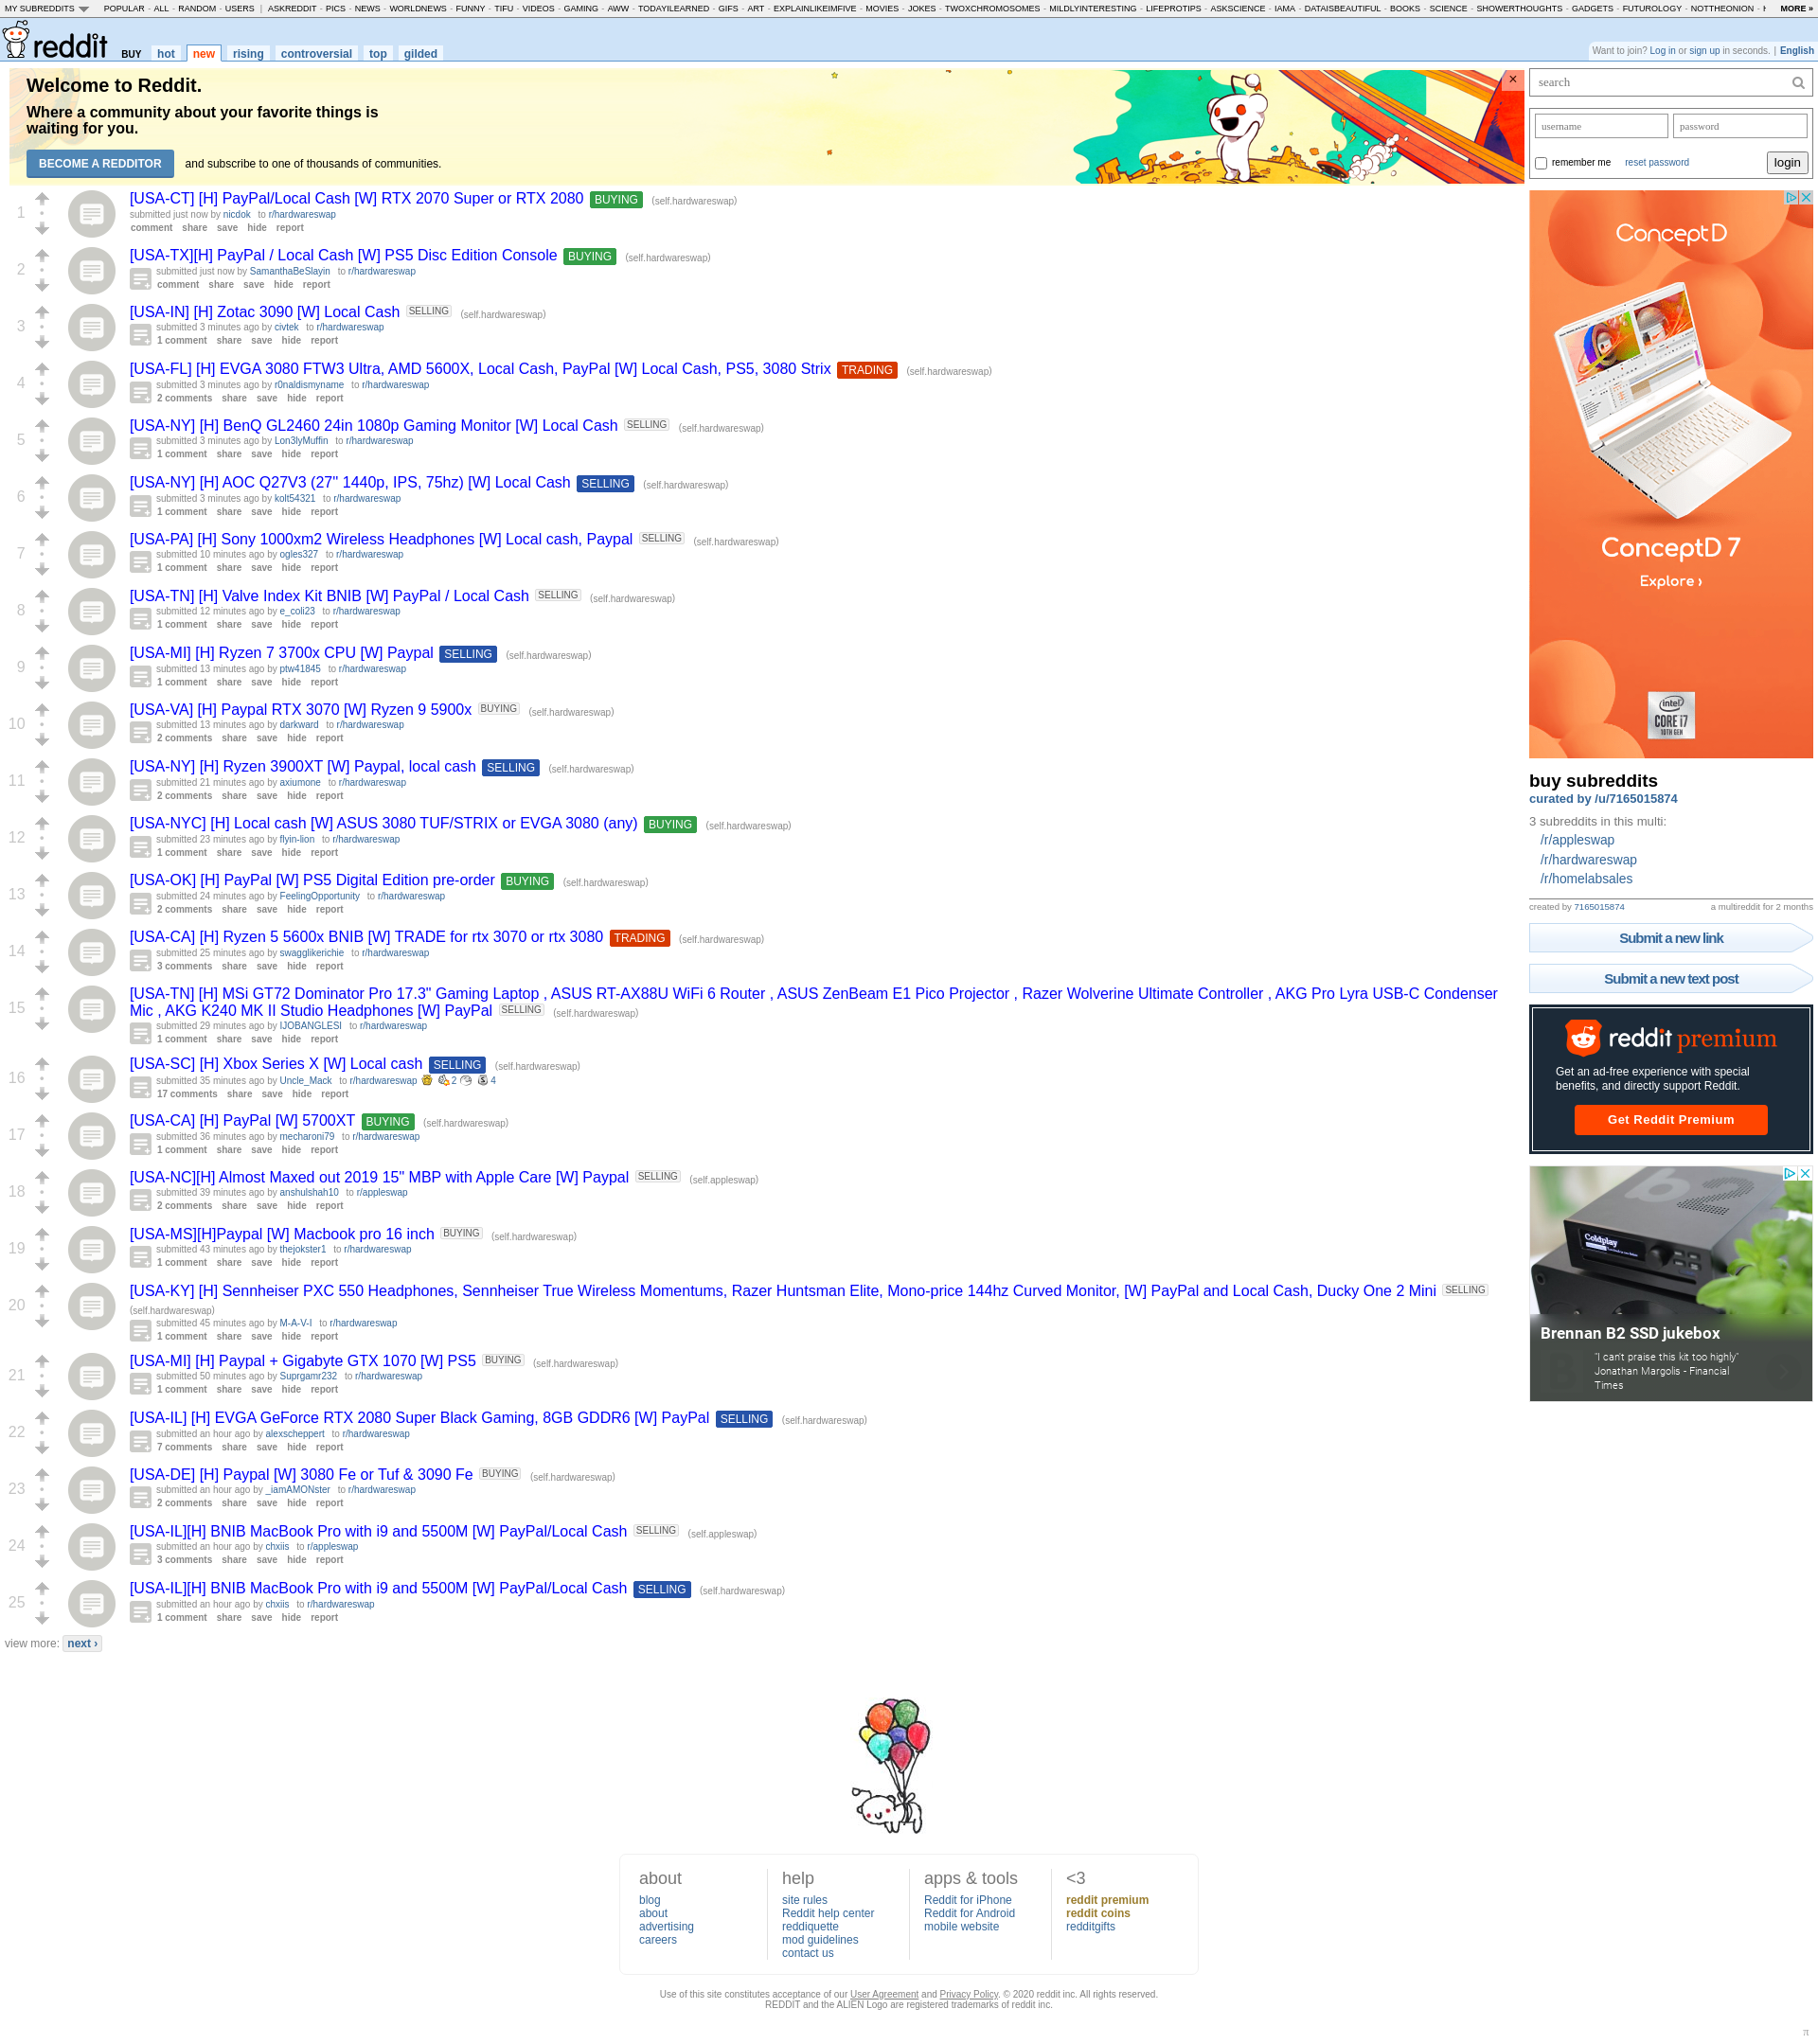 MY SUBREDDITS POPULAR - ALL - RANDOM - USERS | ASKREDDIT - PICS - NEWS - WORLDNEWS - FUNNY - TIFU - VIDEOS - GAMING - AWW - TODAYILEARNED - GIFS - ART - EXPLAINLIKEIMFIVE - MOVIES - JOKES - TWOXCHROMOSOMES - MILDLYINTERESTING - LIFEPROTIPS - ASKSCIENCE - IAMA - DATAISBEAUTIFUL - BOOKS - SCIENCE - SHOWERTHOUGHTS - GADGETS - FUTUROLOGY - NOTTHEONION - MORE »
reddit BUY hot new rising controversial top gilded
Want to join? Log in or sign up in seconds. | English
Welcome to Reddit.
Where a community about your favorite things is
waiting for you.
BECOME A REDDITOR and subscribe to one of thousands of communities.
×
1
[USA-CT] [H] PayPal/Local Cash [W] RTX 2070 Super or RTX 2080 BUYING (self.hardwareswap)
submitted just now by nicdok to r/hardwareswap
comment share save hide report
2
[USA-TX][H] PayPal / Local Cash [W] PS5 Disc Edition Console BUYING (self.hardwareswap)
submitted just now by SamanthaBeSlayin to r/hardwareswap
comment share save hide report
3
[USA-IN] [H] Zotac 3090 [W] Local Cash SELLING (self.hardwareswap)
submitted 3 minutes ago by civtek to r/hardwareswap
1 comment share save hide report
4
[USA-FL] [H] EVGA 3080 FTW3 Ultra, AMD 5600X, Local Cash, PayPal [W] Local Cash, PS5, 3080 Strix TRADING (self.hardwareswap)
submitted 3 minutes ago by r0naldismyname to r/hardwareswap
2 comments share save hide report
5
[USA-NY] [H] BenQ GL2460 24in 1080p Gaming Monitor [W] Local Cash SELLING (self.hardwareswap)
submitted 3 minutes ago by Lon3lyMuffin to r/hardwareswap
1 comment share save hide report
6
[USA-NY] [H] AOC Q27V3 (27" 1440p, IPS, 75hz) [W] Local Cash SELLING (self.hardwareswap)
submitted 3 minutes ago by kolt54321 to r/hardwareswap
1 comment share save hide report
7
[USA-PA] [H] Sony 1000xm2 Wireless Headphones [W] Local cash, Paypal SELLING (self.hardwareswap)
submitted 10 minutes ago by ogles327 to r/hardwareswap
1 comment share save hide report
8
[USA-TN] [H] Valve Index Kit BNIB [W] PayPal / Local Cash SELLING (self.hardwareswap)
submitted 12 minutes ago by e_coli23 to r/hardwareswap
1 comment share save hide report
9
[USA-MI] [H] Ryzen 7 3700x CPU [W] Paypal SELLING (self.hardwareswap)
submitted 13 minutes ago by ptw41845 to r/hardwareswap
1 comment share save hide report
10
[USA-VA] [H] Paypal RTX 3070 [W] Ryzen 9 5900x BUYING (self.hardwareswap)
submitted 13 minutes ago by darkward to r/hardwareswap
2 comments share save hide report
11
[USA-NY] [H] Ryzen 3900XT [W] Paypal, local cash SELLING (self.hardwareswap)
submitted 21 minutes ago by axiumone to r/hardwareswap
2 comments share save hide report
12
[USA-NYC] [H] Local cash [W] ASUS 3080 TUF/STRIX or EVGA 3080 (any) BUYING (self.hardwareswap)
submitted 23 minutes ago by flyin-lion to r/hardwareswap
1 comment share save hide report
13
[USA-OK] [H] PayPal [W] PS5 Digital Edition pre-order BUYING (self.hardwareswap)
submitted 24 minutes ago by FeelingOpportunity to r/hardwareswap
2 comments share save hide report
14
[USA-CA] [H] Ryzen 5 5600x BNIB [W] TRADE for rtx 3070 or rtx 3080 TRADING (self.hardwareswap)
submitted 25 minutes ago by swagglikerichie to r/hardwareswap
3 comments share save hide report
15
[USA-TN] [H] MSi GT72 Dominator Pro 17.3" Gaming Laptop , ASUS RT-AX88U WiFi 6 Router , ASUS ZenBeam E1 Pico Projector , Razer Wolverine Ultimate Controller , AKG Pro Lyra USB-C Condenser
Mic , AKG K240 MK II Studio Headphones [W] PayPal SELLING (self.hardwareswap)
submitted 29 minutes ago by IJOBANGLESI to r/hardwareswap
1 comment share save hide report
16
[USA-SC] [H] Xbox Series X [W] Local cash SELLING (self.hardwareswap)
submitted 35 minutes ago by Uncle_Mack to r/hardwareswap 2 4
17 comments share save hide report
17
[USA-CA] [H] PayPal [W] 5700XT BUYING (self.hardwareswap)
submitted 36 minutes ago by mecharoni79 to r/hardwareswap
1 comment share save hide report
18
[USA-NC][H] Almost Maxed out 2019 15" MBP with Apple Care [W] Paypal SELLING (self.appleswap)
submitted 39 minutes ago by anshulshah10 to r/appleswap
2 comments share save hide report
19
[USA-MS][H]Paypal [W] Macbook pro 16 inch BUYING (self.hardwareswap)
submitted 43 minutes ago by thejokster1 to r/hardwareswap
1 comment share save hide report
20
[USA-KY] [H] Sennheiser PXC 550 Headphones, Sennheiser True Wireless Momentums, Razer Huntsman Elite, Mono-price 144hz Curved Monitor, [W] PayPal and Local Cash, Ducky One 2 Mini SELLING
(self.hardwareswap)
submitted 45 minutes ago by M-A-V-I to r/hardwareswap
1 comment share save hide report
21
[USA-MI] [H] Paypal + Gigabyte GTX 1070 [W] PS5 BUYING (self.hardwareswap)
submitted 50 minutes ago by Suprgamr232 to r/hardwareswap
1 comment share save hide report
22
[USA-IL] [H] EVGA GeForce RTX 2080 Super Black Gaming, 8GB GDDR6 [W] PayPal SELLING (self.hardwareswap)
submitted an hour ago by alexscheppert to r/hardwareswap
7 comments share save hide report
23
[USA-DE] [H] Paypal [W] 3080 Fe or Tuf & 3090 Fe BUYING (self.hardwareswap)
submitted an hour ago by _iamAMONster to r/hardwareswap
2 comments share save hide report
24
[USA-IL][H] BNIB MacBook Pro with i9 and 5500M [W] PayPal/Local Cash SELLING (self.appleswap)
submitted an hour ago by chxiis to r/appleswap
3 comments share save hide report
25
[USA-IL][H] BNIB MacBook Pro with i9 and 5500M [W] PayPal/Local Cash SELLING (self.hardwareswap)
submitted an hour ago by chxiis to r/hardwareswap
1 comment share save hide report
view more: next ›
search
username password
remember me reset password login
ConceptD
ConceptD 7
Explore ›
intel
CORE i7
10TH GEN
buy subreddits
curated by /u/7165015874
3 subreddits in this multi:
/r/appleswap
/r/hardwareswap
/r/homelabsales
created by 7165015874 a multireddit for 2 months
Submit a new link
Submit a new text post
reddit premium
Get an ad-free experience with special
benefits, and directly support Reddit.
Get Reddit Premium
b2
Coldplay
Brennan B2 SSD jukebox
"I can't praise this kit too highly"
Jonathan Margolis - Financial
Times
about
blog
about
advertising
careers
help
site rules
Reddit help center
reddiquette
mod guidelines
contact us
apps & tools
Reddit for iPhone
Reddit for Android
mobile website
<3
reddit premium
reddit coins
redditgifts
Use of this site constitutes acceptance of our User Agreement and Privacy Policy. © 2020 reddit inc. All rights reserved.
REDDIT and the ALIEN Logo are registered trademarks of reddit inc.
π